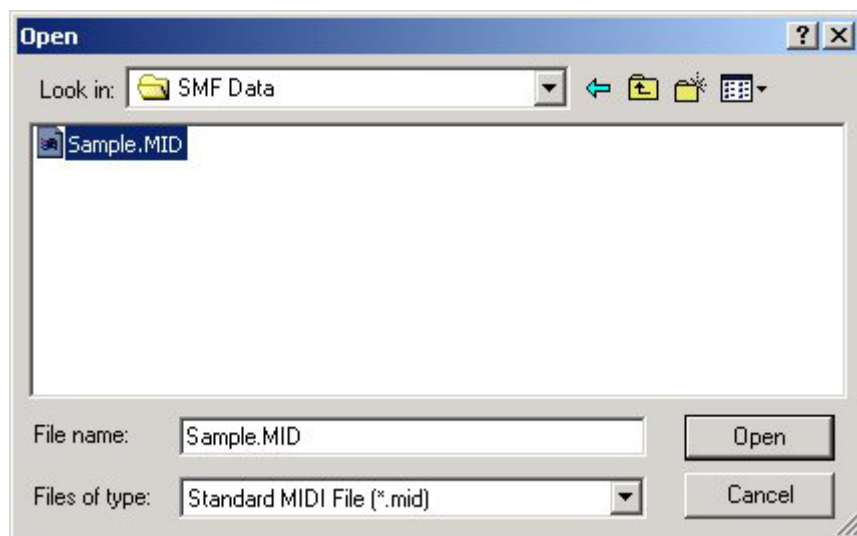 Open
Look in: SMF Data
Sample.MID
File name: Sample.MID Open
Files of type: Standard MIDI File (*.mid) Cancel